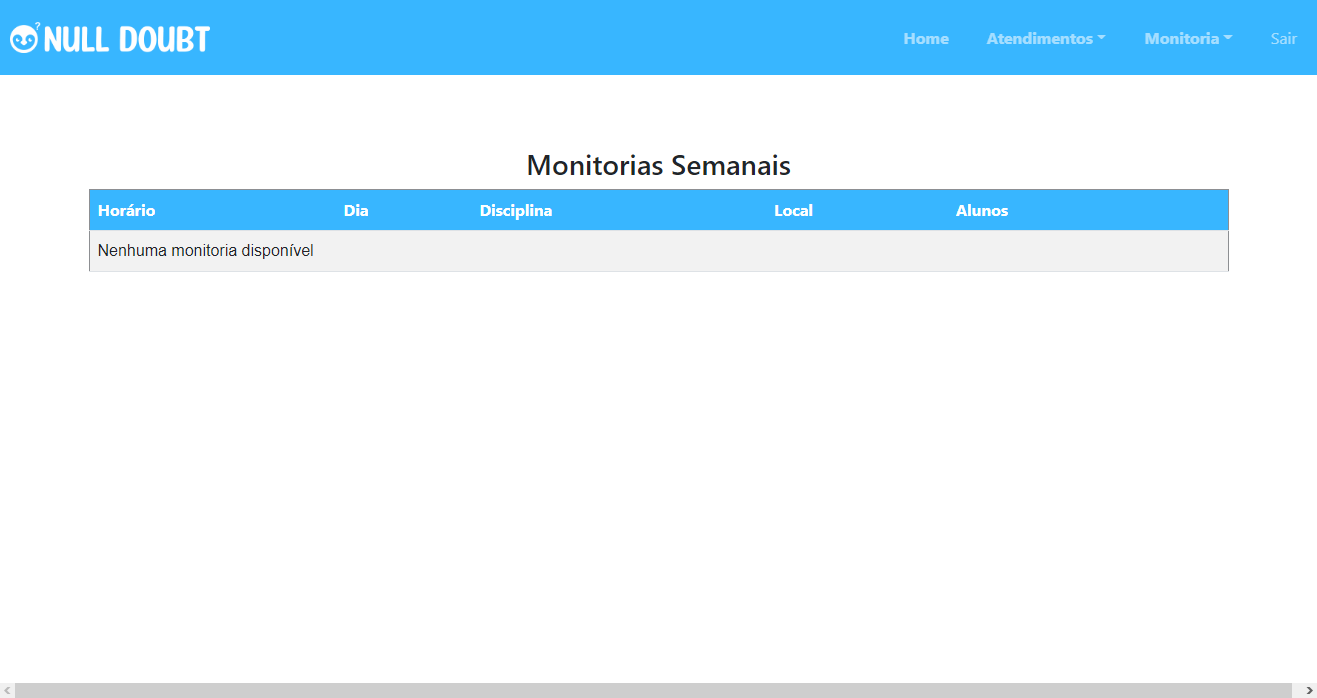 ? NULL DOUBT Home Atendimentos Monitoria Sair
Monitorias Semanais
Horário Dia Disciplina Local Alunos
Nenhuma monitoria disponível